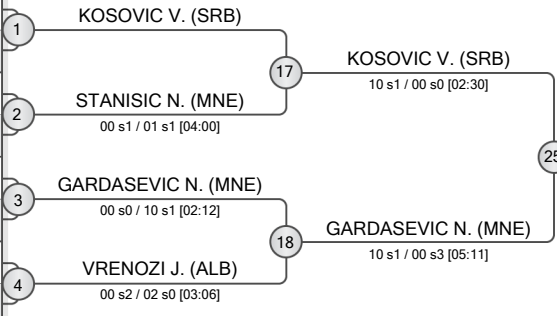 KOSOVIC V. (SRB)
1
17
KOSOVIC V. (SRB)
10 s1 / 00 s0 [02:30]
STANISIC N. (MNE)
2
00 s1 / 01 s1 [04:00]
25
GARDASEVIC N. (MNE)
3
00 s0 / 10 s1 [02:12]
18
GARDASEVIC N. (MNE)
10 s1 / 00 s3 [05:11]
VRENOZI J. (ALB)
4
00 s2 / 02 s0 [03:06]